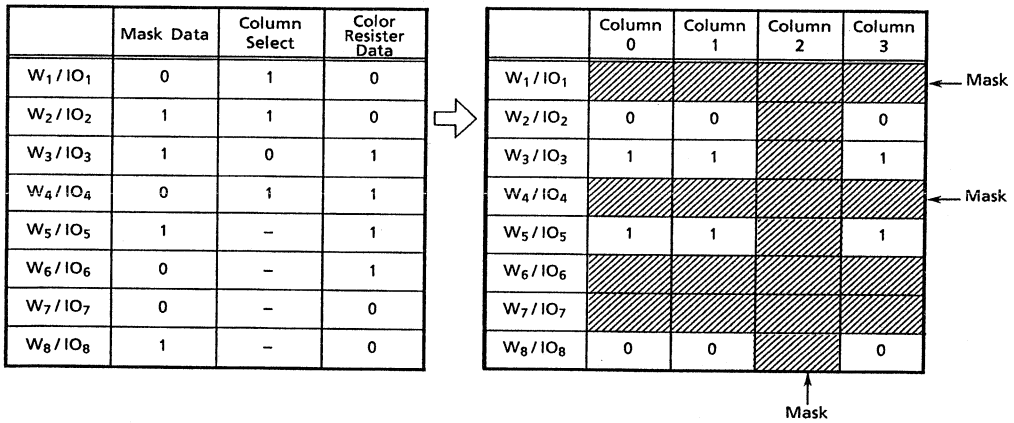 Mask Data	Column Select	Color Resister Data
W1/IO1	0	1	0
W2/IO2	1	1	0
W3/IO3	1	0	1
W4/IO4	0	1	1
W5/IO5	1	–	1
W6/IO6	0	–	1
W7/IO7	0	–	0
W8/IO8	1	–	0
Column 0	Column 1	Column 2	Column 3
W1/IO1	Mask
W2/IO2	0	0	0
W3/IO3	1	1	1
W4/IO4	Mask
W5/IO5	1	1	1
W6/IO6
W7/IO7
W8/IO8	0	0	0
Mask